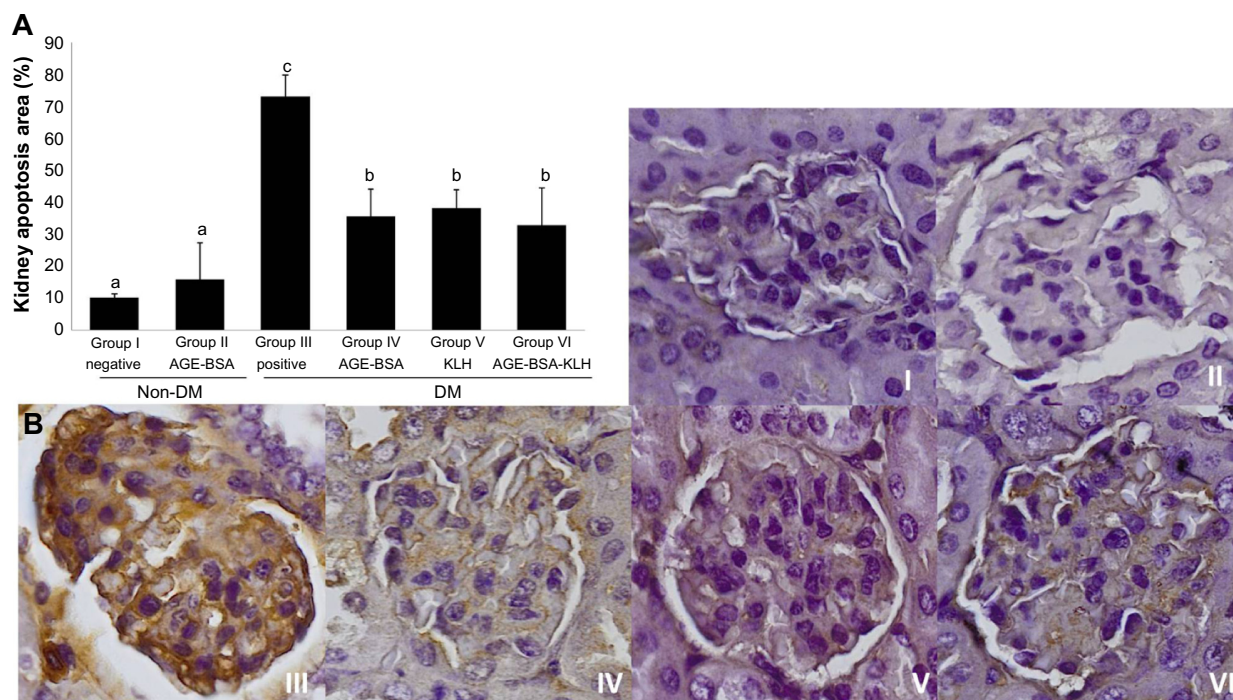 A
Kidney apoptosis area (%)
90
80
70
60
50
40
30
20
10
0
a
a
c
b
b
b
Group I
negative
Group II
AGE-BSA
Group III
positive
Group IV
AGE-BSA
Group V
KLH
Group VI
AGE-BSA-KLH
Non-DM
DM
B
I
II
III
IV
V
VI